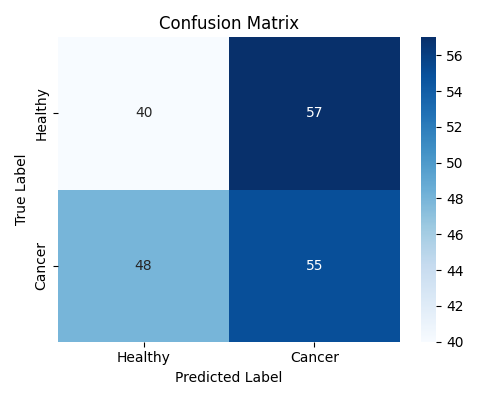 Confusion Matrix
True Label
Healthy
40
57
Cancer
48
55
Healthy
Cancer
Predicted Label
56
54
52
50
48
46
44
42
40